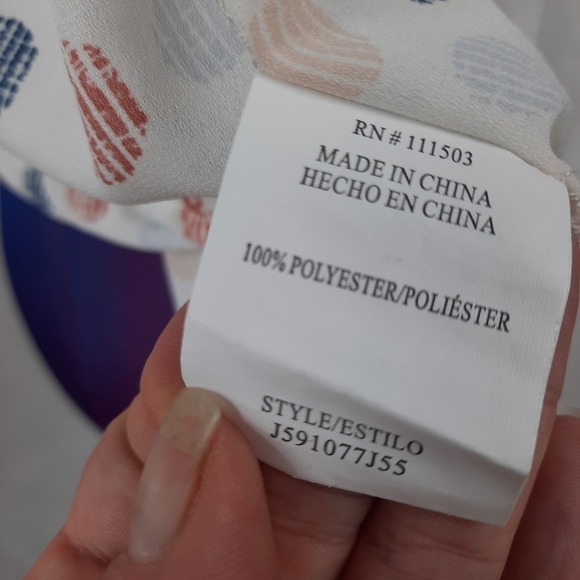 RN # 111503
MADE IN CHINA
HECHO EN CHINA
100% POLYESTER/POLIÉSTER
STYLE/ESTILO
J591077J55